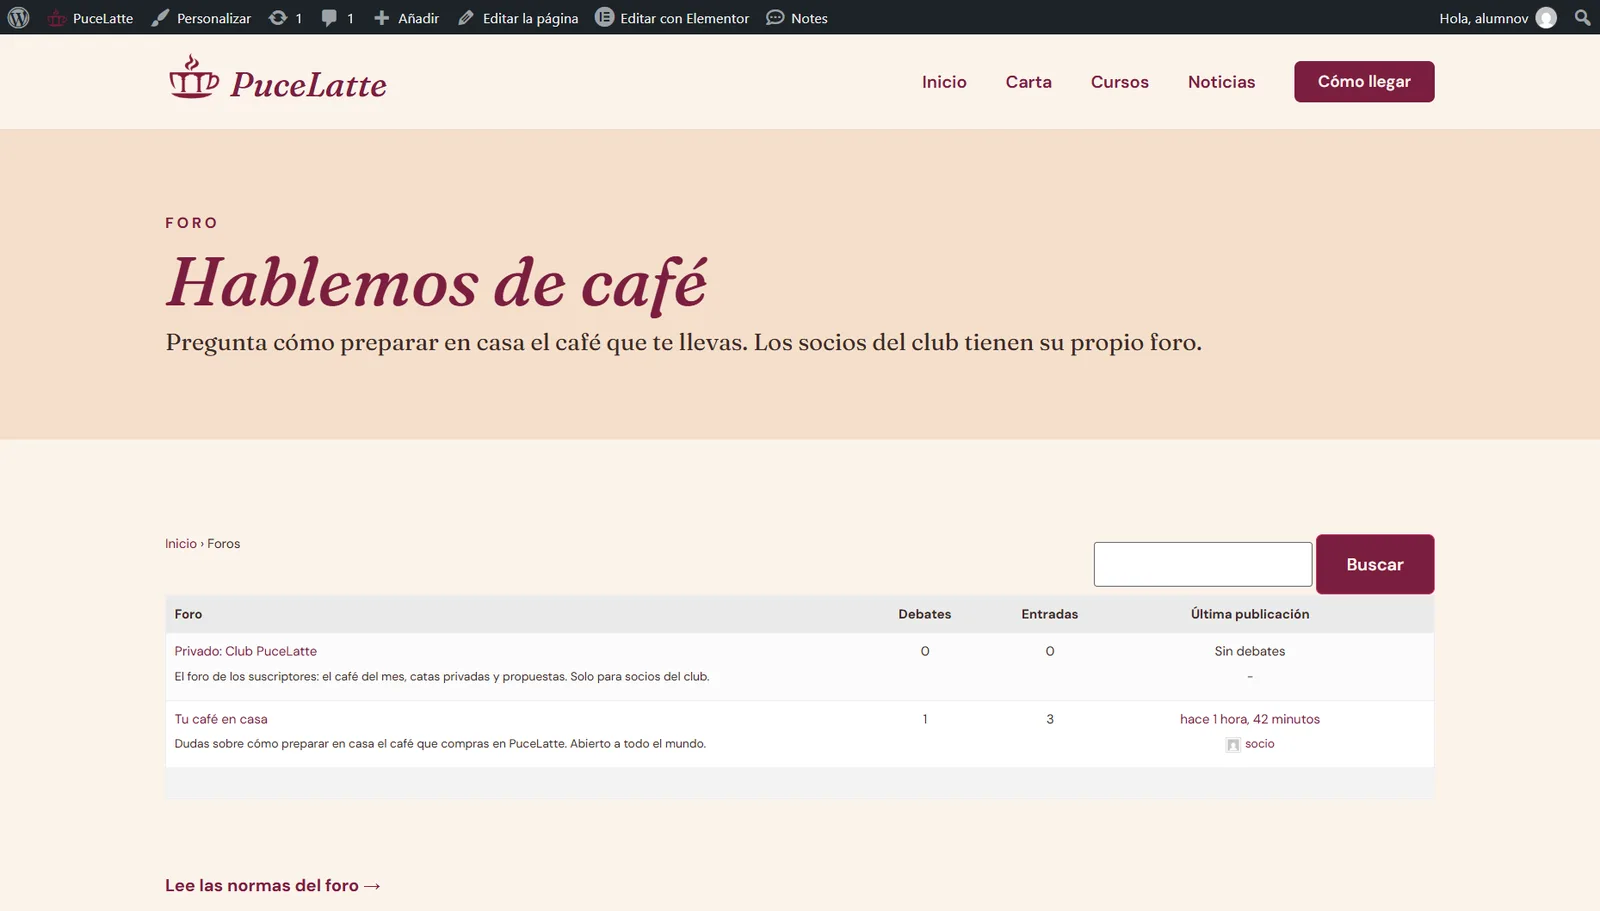 PuceLatte Personalizar 1 1 Añadir Editar la página Editar con Elementor Notes Hola, alumnov
PuceLatte
Inicio Carta Cursos Noticias Cómo llegar
FORO
Hablemos de café
Pregunta cómo preparar en casa el café que te llevas. Los socios del club tienen su propio foro.
Inicio › Foros
Buscar
Foro Debates Entradas Última publicación
Privado: Club PuceLatte 0 0 Sin debates
El foro de los suscriptores: el café del mes, catas privadas y propuestas. Solo para socios del club. -
Tu café en casa 1 3 hace 1 hora, 42 minutos
Dudas sobre cómo preparar en casa el café que compras en PuceLatte. Abierto a todo el mundo. socio
Lee las normas del foro →